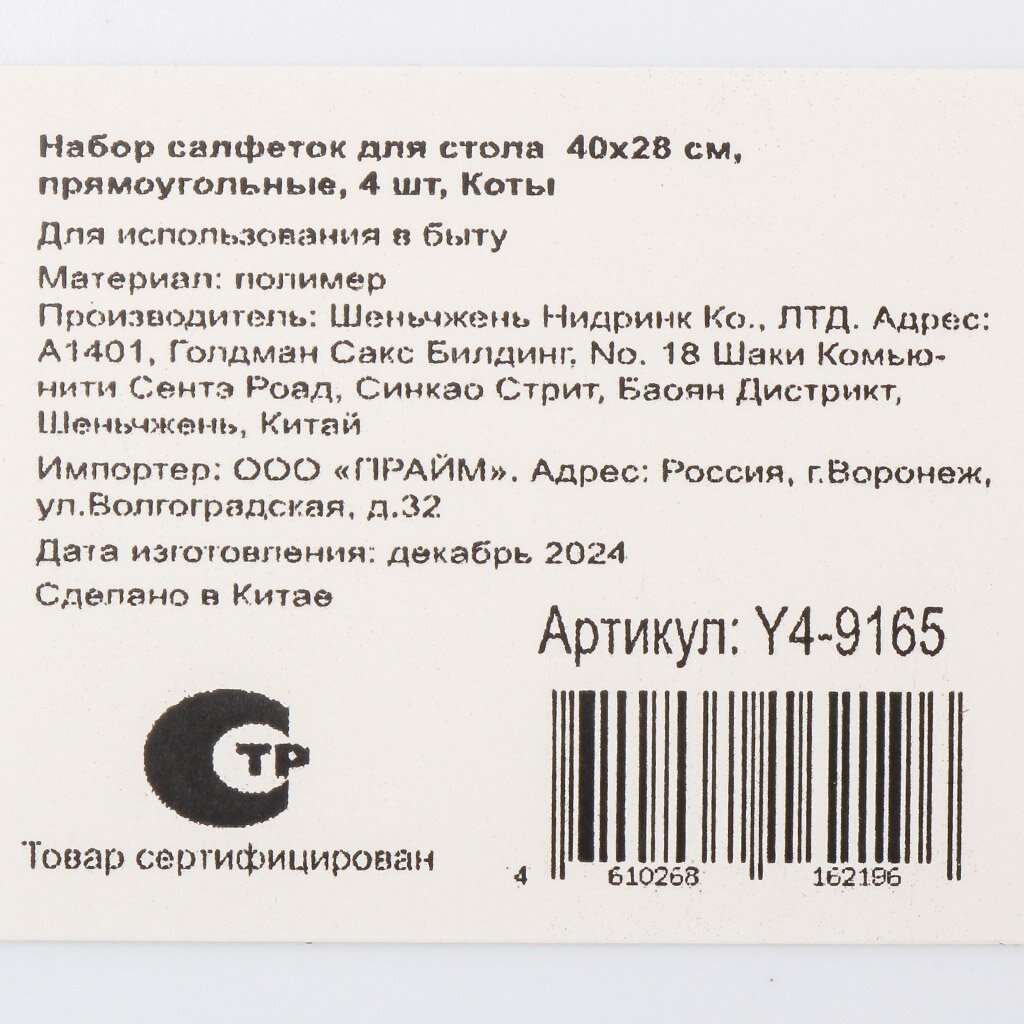 Набор салфеток для стола 40х28 см,
прямоугольные, 4 шт, Коты
Для использования в быту
Материал: полимер
Производитель: Шеньчжень Нидринк Ко., ЛТД. Адрес:
А1401, Голдман Сакс Билдинг, No. 18 Шаки Комью-
нити Сентэ Роад, Синкао Стрит, Баоян Дистрикт,
Шеньчжень, Китай
Импортер: ООО «ПРАЙМ». Адрес: Россия, г.Воронеж,
ул.Волгоградская, д.32
Дата изготовления: декабрь 2024
Сделано в Китае
Артикул: Y4-9165
ТР
Товар сертифицирован
4 610268 162196